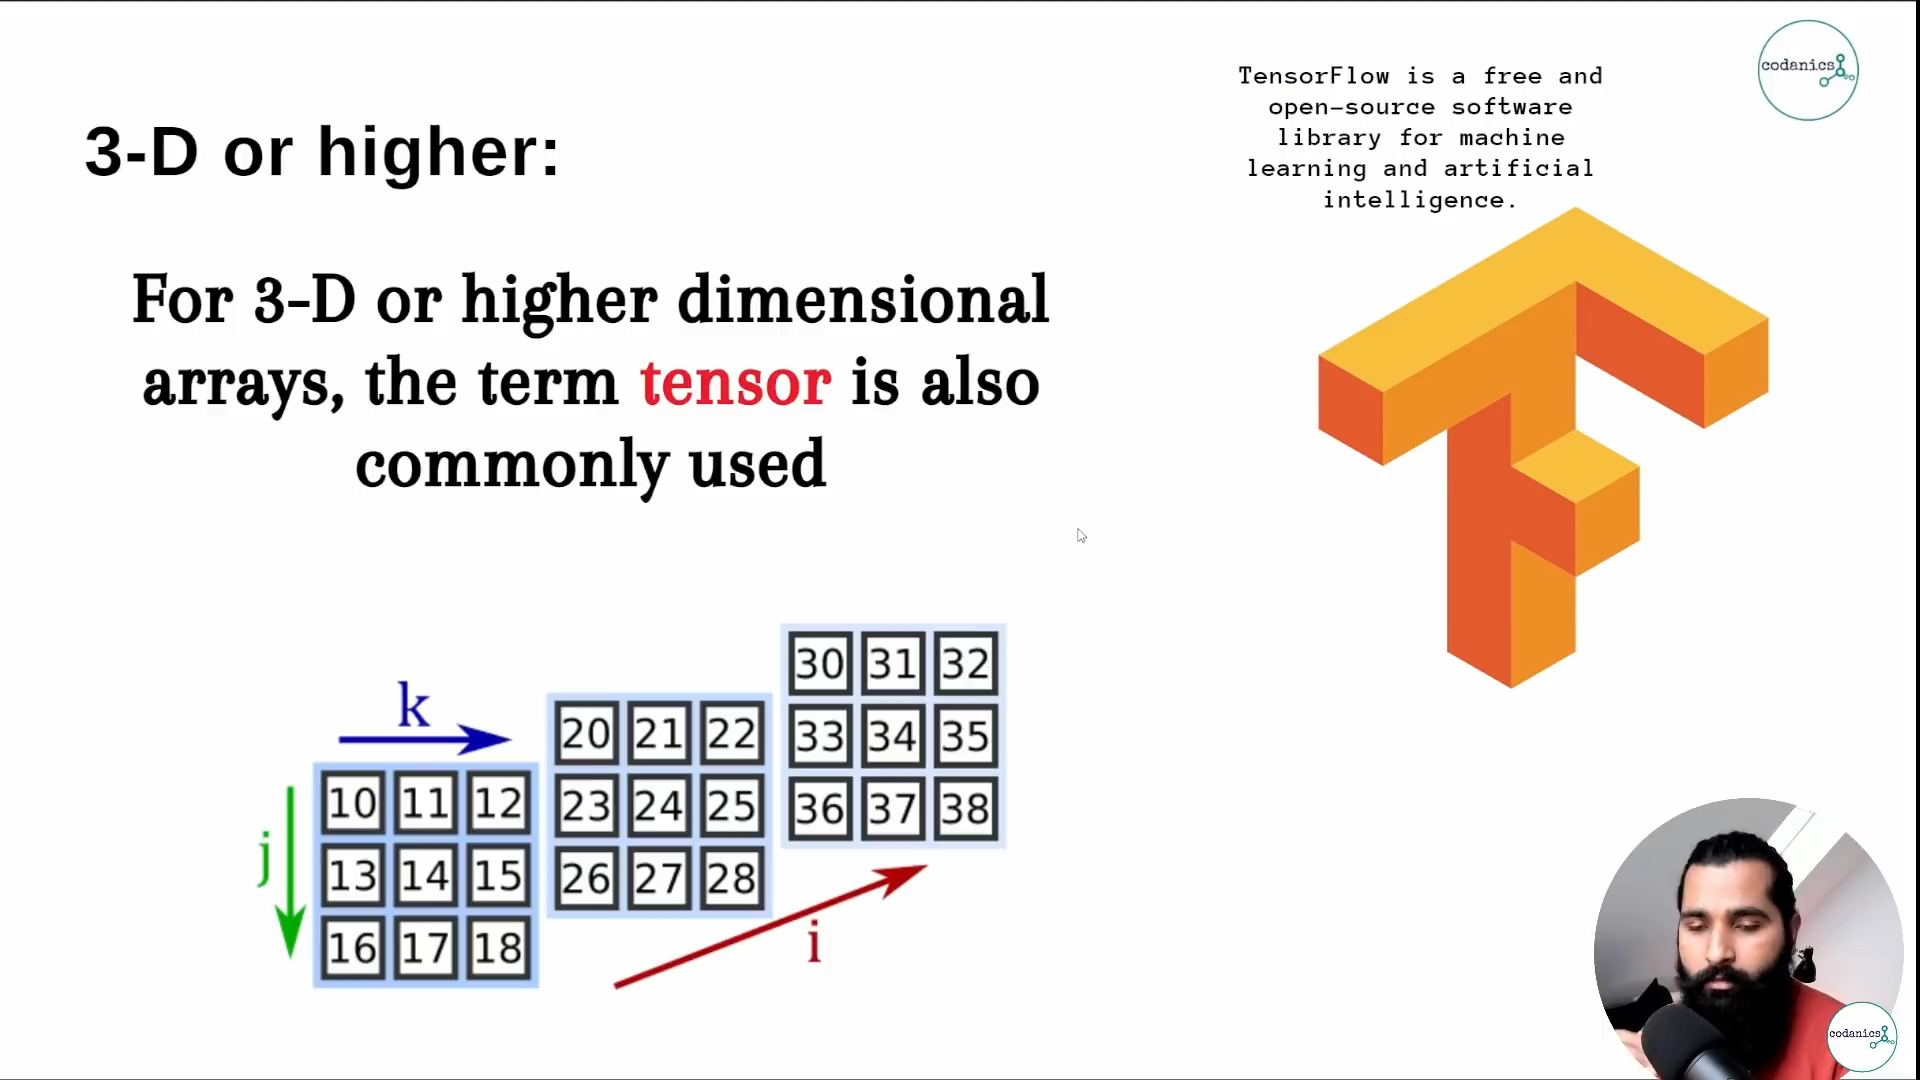 codanics
TensorFlow is a free and
open-source software
library for machine
learning and artificial
intelligence.
3-D or higher:
For 3-D or higher dimensional
arrays, the term tensor is also
commonly used
k
j
i
10 11 12
13 14 15
16 17 18
20 21 22
23 24 25
26 27 28
30 31 32
33 34 35
36 37 38
codanics